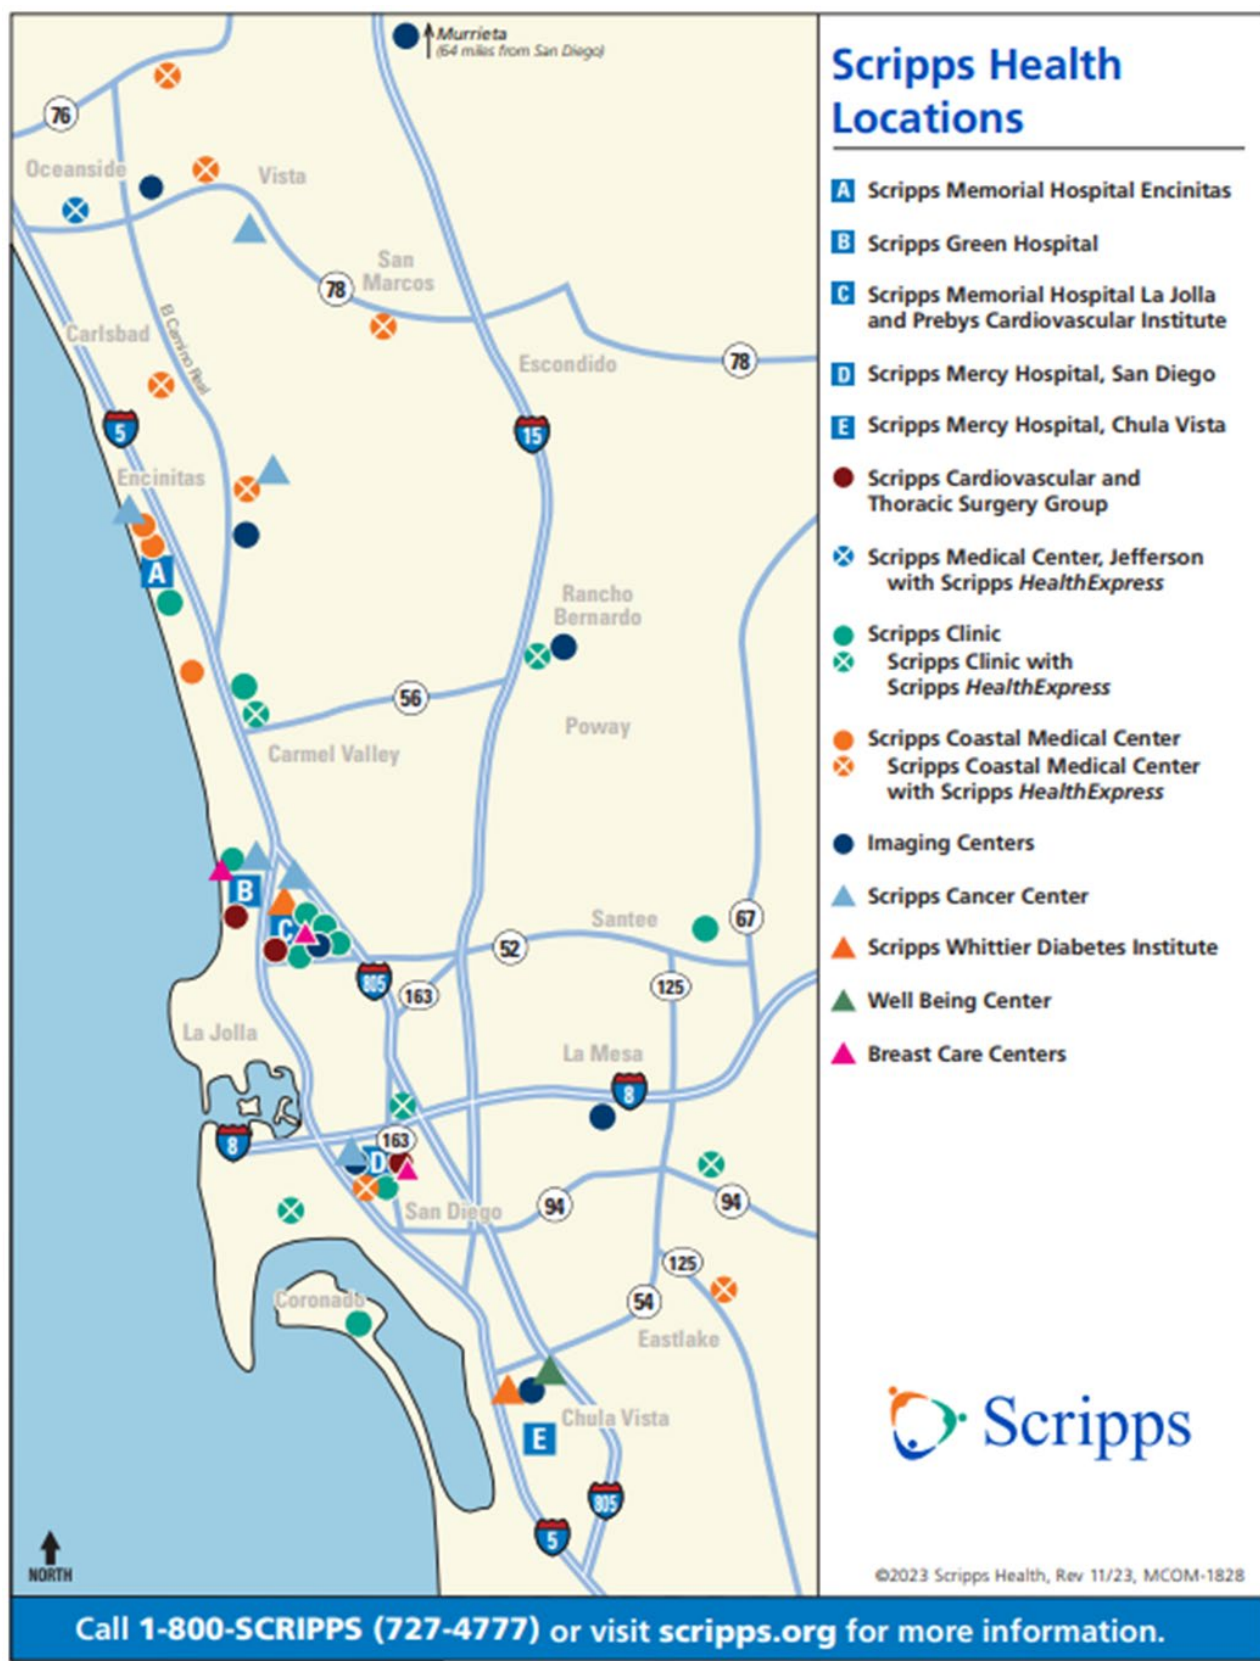 Murrieta
(64 miles from San Diego)
76
Oceanside
Vista
San
Marcos
78
Carlsbad
El Camino Real
Escondido
78
5
15
Encinitas
A
Rancho
Bernardo
56
Poway
Carmel Valley
B
C
Santee
67
52
805
163
125
La Jolla
La Mesa
8
8
163
D
San Diego
94
94
125
54
Coronado
Eastlake
Chula Vista
E
805
5
NORTH
Scripps Health
Locations
A Scripps Memorial Hospital Encinitas
B Scripps Green Hospital
C Scripps Memorial Hospital La Jolla
and Prebys Cardiovascular Institute
D Scripps Mercy Hospital, San Diego
E Scripps Mercy Hospital, Chula Vista
Scripps Cardiovascular and
Thoracic Surgery Group
Scripps Medical Center, Jefferson
with Scripps HealthExpress
Scripps Clinic
Scripps Clinic with
Scripps HealthExpress
Scripps Coastal Medical Center
Scripps Coastal Medical Center
with Scripps HealthExpress
Imaging Centers
Scripps Cancer Center
Scripps Whittier Diabetes Institute
Well Being Center
Breast Care Centers
Scripps
©2023 Scripps Health, Rev 11/23, MCOM-1828
Call 1-800-SCRIPPS (727-4777) or visit scripps.org for more information.